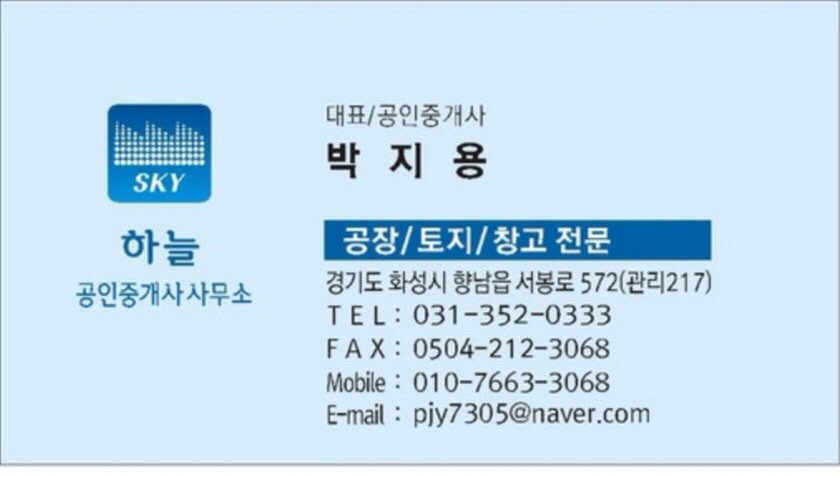 SKY
하늘
공인중개사사무소
대표/공인중개사
박 지 용
공장/토지/창고 전문
경기도 화성시 향남읍 서봉로 572(관리217)
T E L : 031-352-0333
F A X : 0504-212-3068
Mobile : 010-7663-3068
E-mail : pjy7305@naver.com